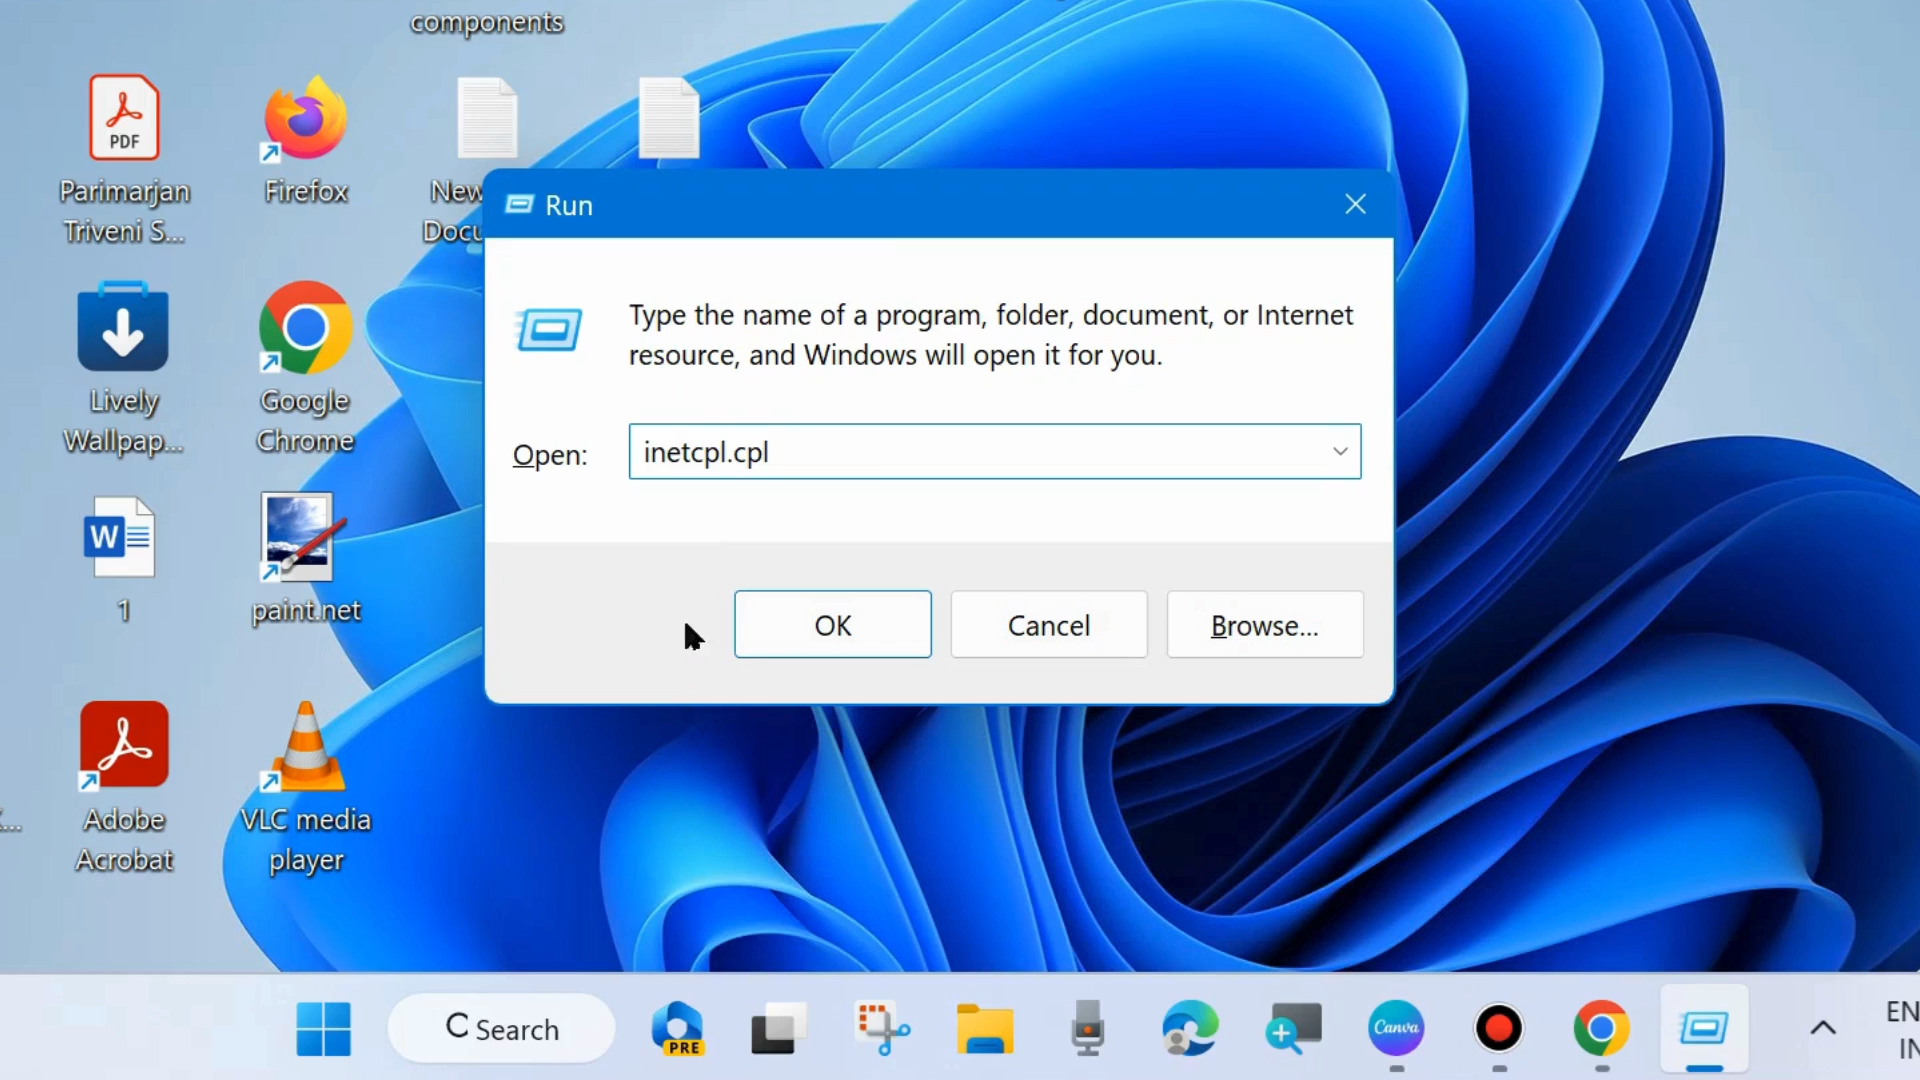 components
PDF
Parimarjan
Triveni S...
Firefox
New
Docu
Run
Type the name of a program, folder, document, or Internet
resource, and Windows will open it for you.
Open:
inetcpl.cpl
OK
Cancel
Browse...
Lively
Wallpap...
Google
Chrome
W
1
paint.net
Adobe
Acrobat
VLC media
player
...
Search
PRE
Canva
EN
IN